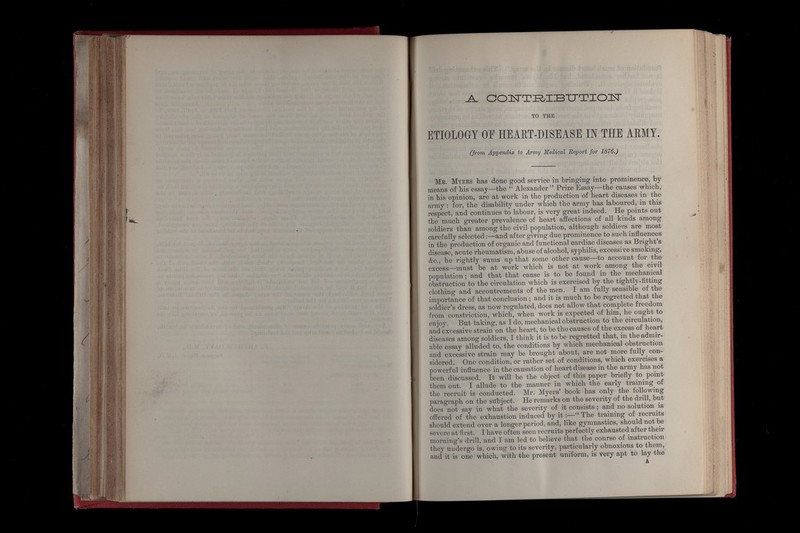 A CONTRIBUTION
TO THE
ETIOLOGY OF HEART-DISEASE IN THE ARMY.
(from Appendix to Army Medical Report for 1876.)
MR. MYERS has done good service in bringing into prominence, by
means of his essay—the "Alexander" Prize Essay—the causes which,
in his opinion, are at work in the production of heart diseases in the
army: for, the disability under which the army has laboured, in this
respect, and continues to labour, is very great indeed. He points out
the much greater prevalence of heart affections of all kinds among
soldiers than among the civil population, although soldiers are most
carefully selected:—and after giving due prominence to such influences
in the production of organic and functional cardiac diseases as Bright's
disease, acute rheumatism, abuse of alcohol, syphilis, excessive smoking,
&c., he rightly sums up that some other cause—to account for the
excess—must be at work which is not at work among the civil
population; and that that cause is to be found in the mechanical
obstruction to the circulation which is exercised by the tightly-fitting
clothing and accoutrements of the men. I am fully sensible of the
importance of that conclusion; and it is much to be regretted that the
soldier's dress, as now regulated, does not allow that complete freedom
from constriction, which, when work is expected of him, he ought to
enjoy. But taking, as I do, mechanical obstruction to the circulation,
and excessive strain on the heart, to be the causes of the excess of heart
diseases among soldiers, I think it is to be regretted that, in the admir-
able essay alluded to, the conditions by which mechanical obstruction
and excessive strain may be brought about, are not more fully con-
sidered. One condition, or rather set of conditions, which exercises a
powerful influence in the causation of heart disease in the army has not
been discussed. It will be the object of this paper briefly to point
them out. I allude to the manner in which the early training of
the recruit is conducted. Mr. Myers' book has only the following
paragraph on the subject. He remarks on the severity of the drill, but
does not say in what the severity of it consists; and no solution is
offered of the exhaustion induced by it:—"The training of recruits
should extend over a longer period, and, like gymnastics, should not be
severe at first. I have often seen recruits perfectly exhausted after their
morning's drill, and I am led to believe that the course of instruction
they undergo is, owing to its severity, particularly obnoxious to them,
and it is one which, with the present uniform, is very apt to lay the
A